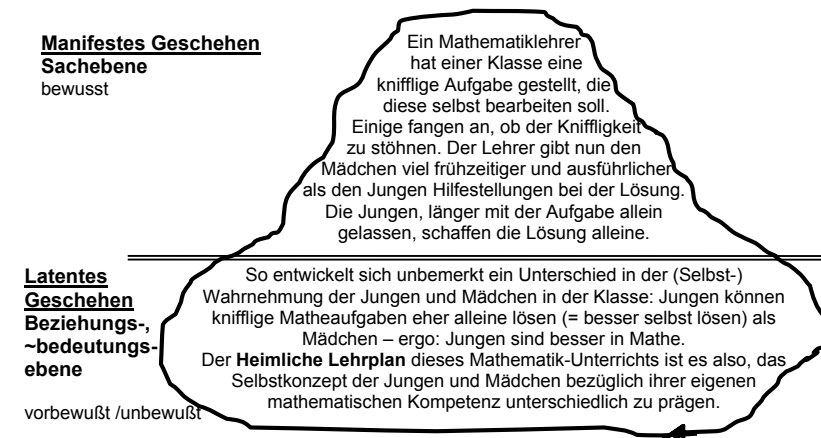 Manifestes Geschehen
Sachebene
bewusst
Ein Mathematiklehrer
hat einer Klasse eine
knifflige Aufgabe gestellt, die
diese selbst bearbeiten soll.
Einige fangen an, ob der Kniffligkeit
zu stöhnen. Der Lehrer gibt nun den
Mädchen viel frühzeitiger und ausführlicher
als den Jungen Hilfestellungen bei der Lösung.
Die Jungen, länger mit der Aufgabe allein
gelassen, schaffen die Lösung alleine.
Latentes
Geschehen
Beziehungs-,
~bedeutungs-
ebene
vorbewußt /unbewußt
So entwickelt sich unbemerkt ein Unterschied in der (Selbst-)
Wahrnehmung der Jungen und Mädchen in der Klasse: Jungen können
knifflige Matheaufgaben eher alleine lösen (= besser selbst lösen) als
Mädchen – ergo: Jungen sind besser in Mathe.
Der Heimliche Lehrplan dieses Mathematik-Unterrichts ist es also, das
Selbstkonzept der Jungen und Mädchen bezüglich ihrer eigenen
mathematischen Kompetenz unterschiedlich zu prägen.